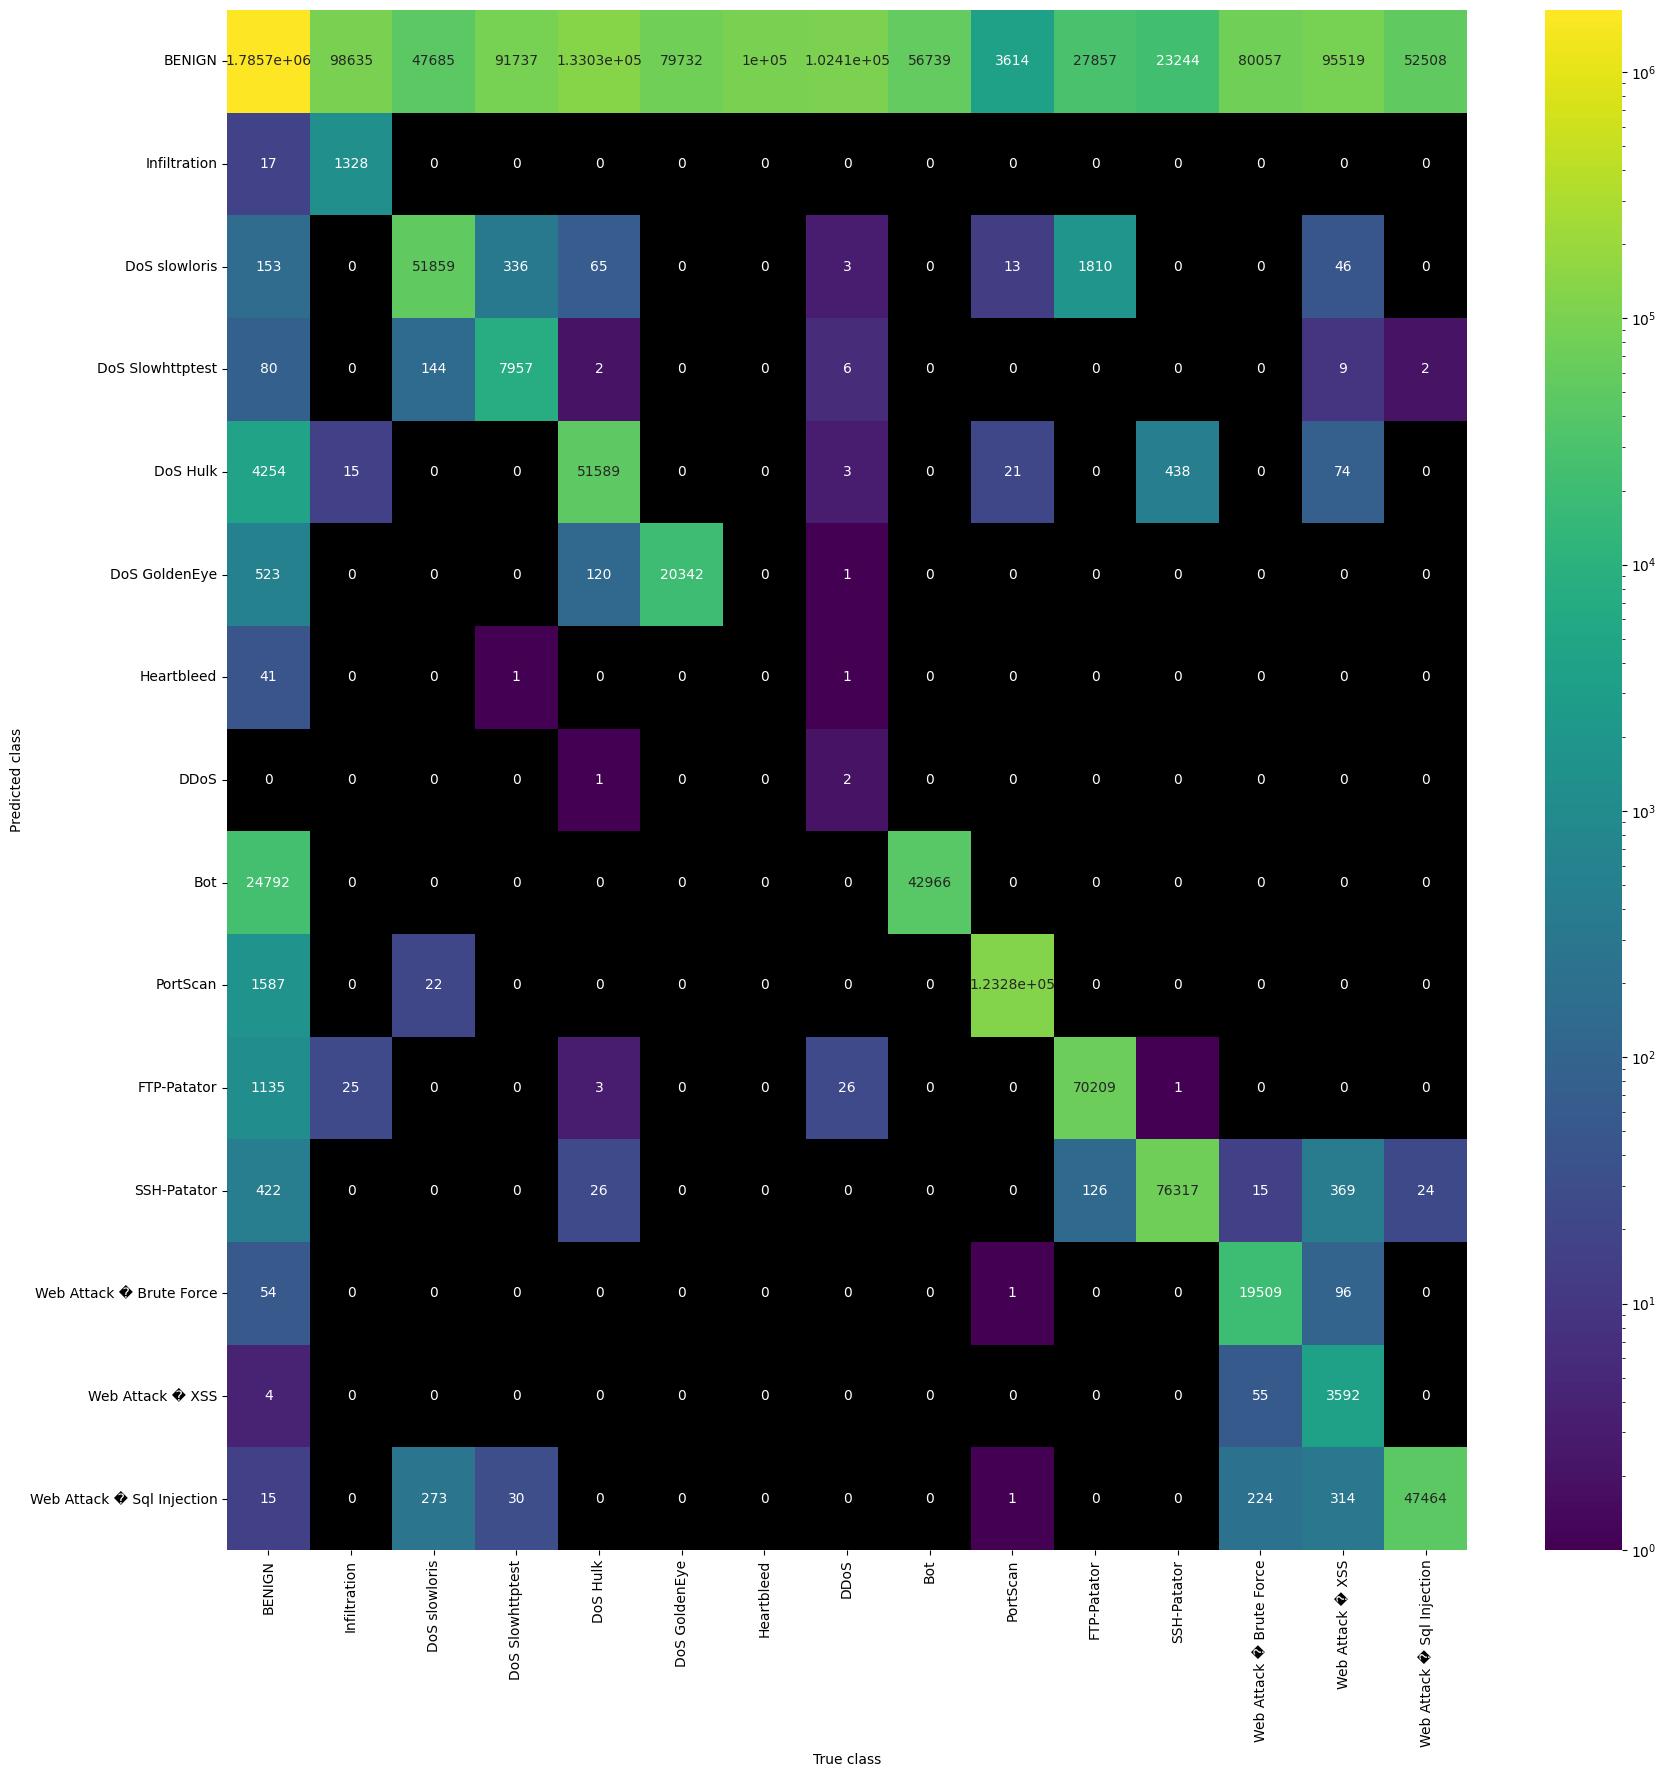 BENIGN 1.7857e+06 98635 47685 91737 1.3303e+05 79732 1e+05 1.0241e+05 56739 3614 27857 23244 80057 95519 52508
Infiltration 17 1328 0 0 0 0 0 0 0 0 0 0 0 0 0
DoS slowloris 153 0 51859 336 65 0 0 3 0 13 1810 0 0 46 0
DoS Slowhttptest 80 0 144 7957 2 0 0 6 0 0 0 0 0 9 2
DoS Hulk 4254 15 0 0 51589 0 0 3 0 21 0 438 0 74 0
DoS GoldenEye 523 0 0 0 120 20342 0 1 0 0 0 0 0 0 0
Heartbleed 41 0 0 1 0 0 0 1 0 0 0 0 0 0 0
DDoS 0 0 0 0 1 0 0 2 0 0 0 0 0 0 0
Bot 24792 0 0 0 0 0 0 0 42966 0 0 0 0 0 0
PortScan 1587 0 22 0 0 0 0 0 0 1.2328e+05 0 0 0 0 0
FTP-Patator 1135 25 0 0 3 0 0 26 0 0 70209 1 0 0 0
SSH-Patator 422 0 0 0 26 0 0 0 0 0 126 76317 15 369 24
Web Attack � Brute Force 54 0 0 0 0 0 0 0 0 1 0 0 19509 96 0
Web Attack � XSS 4 0 0 0 0 0 0 0 0 0 0 0 55 3592 0
Web Attack � Sql Injection 15 0 273 30 0 0 0 0 0 1 0 0 224 314 47464
Predicted class
BENIGN
Infiltration
DoS slowloris
DoS Slowhttptest
DoS Hulk
DoS GoldenEye
Heartbleed
DDoS
Bot
PortScan
FTP-Patator
SSH-Patator
Web Attack � Brute Force
Web Attack � XSS
Web Attack � Sql Injection
True class
10^6
10^5
10^4
10^3
10^2
10^1
10^0